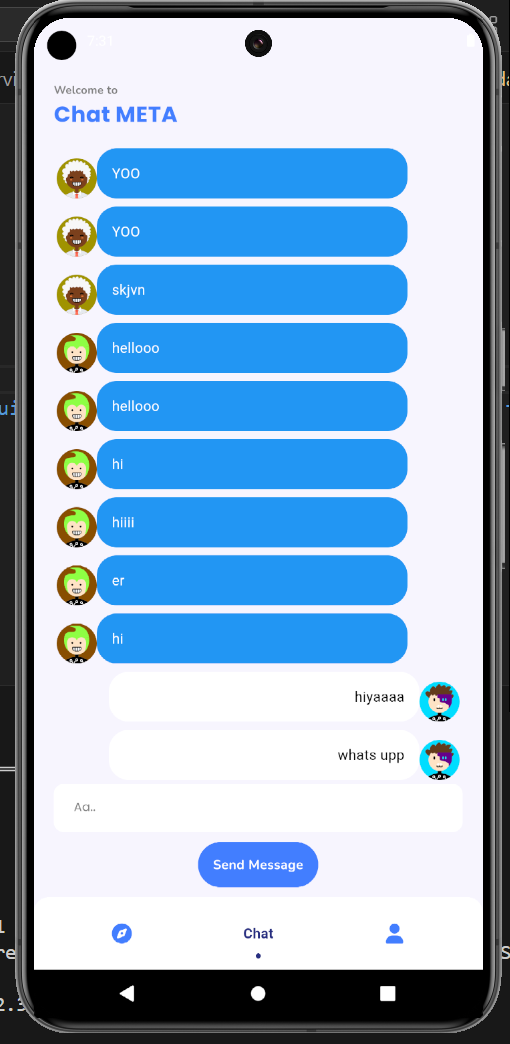 7:31
Welcome to
Chat META
YOO
YOO
skjvn
hellooo
hellooo
hi
hiiii
er
hi
hiyaaaa
whats upp
Aa..
Send Message
Chat